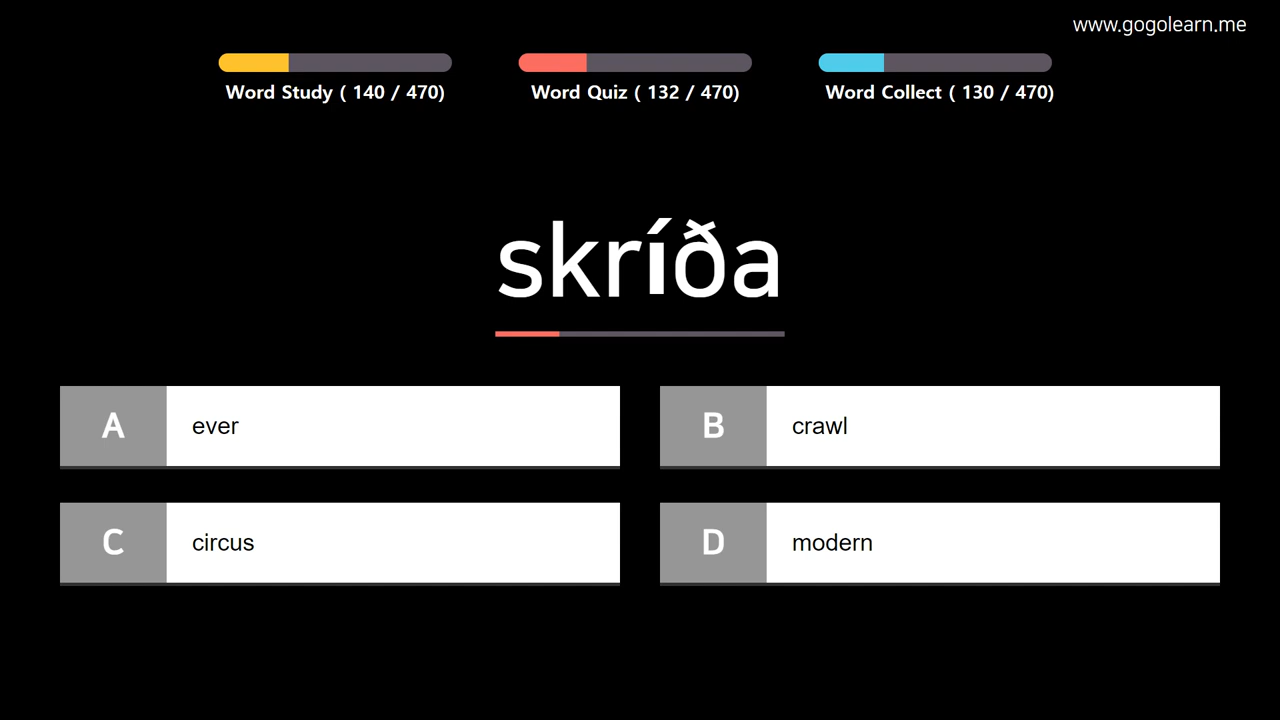 www.gogolearn.me
Word Study ( 140 / 470)
Word Quiz ( 132 / 470)
Word Collect ( 130 / 470)
skríða
A ever
B crawl
C circus
D modern